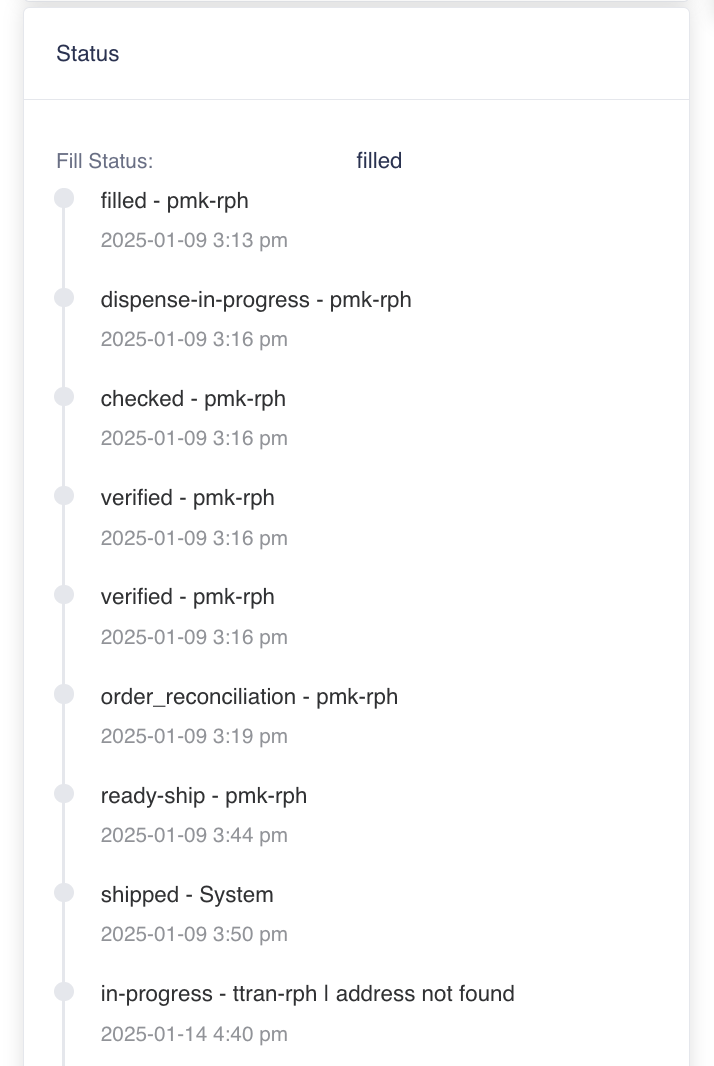 Status
Fill Status: filled
filled - pmk-rph
2025-01-09 3:13 pm
dispense-in-progress - pmk-rph
2025-01-09 3:16 pm
checked - pmk-rph
2025-01-09 3:16 pm
verified - pmk-rph
2025-01-09 3:16 pm
verified - pmk-rph
2025-01-09 3:16 pm
order_reconciliation - pmk-rph
2025-01-09 3:19 pm
ready-ship - pmk-rph
2025-01-09 3:44 pm
shipped - System
2025-01-09 3:50 pm
in-progress - ttran-rph | address not found
2025-01-14 4:40 pm